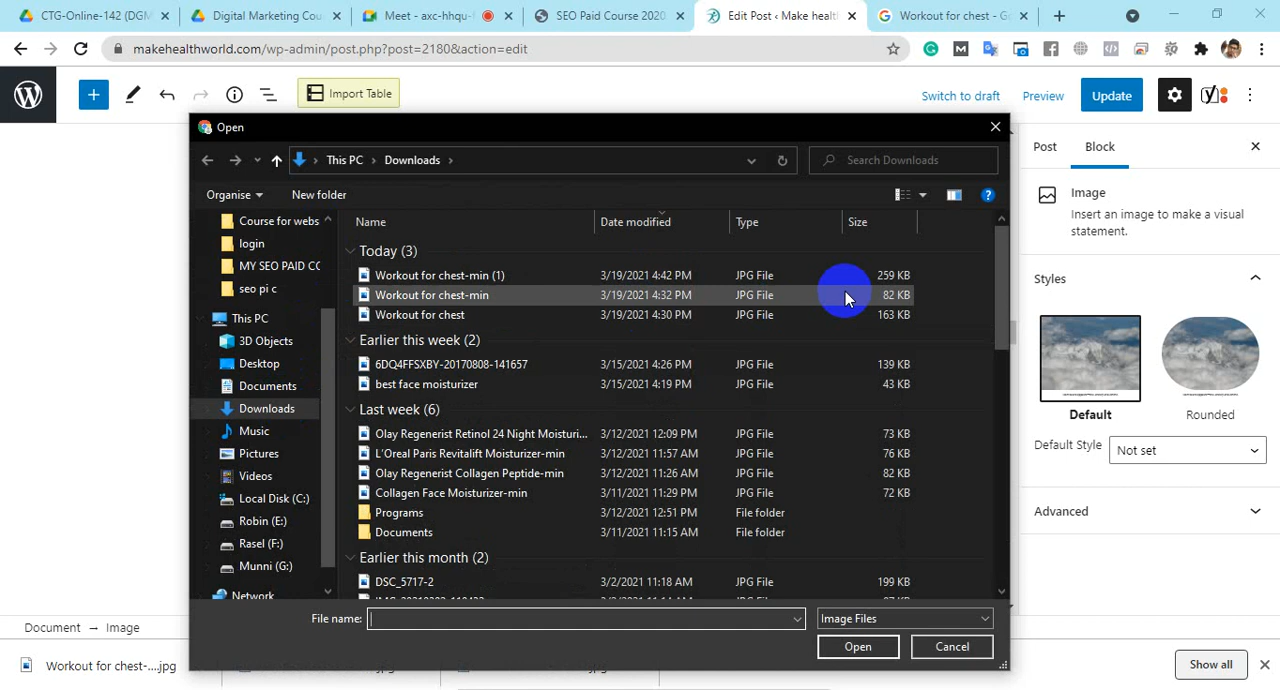 CTG-Online-142 (DGM
Digital Marketing Cou
Meet - axc-hhqu-
SEO Paid Course 2020
Edit Post ‹ Make healt
Workout for chest - Go
makehealthworld.com/wp-admin/post.php?post=2180&action=edit
Import Table
Switch to draft
Preview
Update
Open
This PC
Downloads
Search Downloads
Organise
New folder
Name
Date modified
Type
Size
Course for webs
login
MY SEO PAID CC
seo pi c
This PC
3D Objects
Desktop
Documents
Downloads
Music
Pictures
Videos
Local Disk (C:)
Robin (E:)
Rasel (F:)
Munni (G:)
Network
Today (3)
Workout for chest-min (1) 3/19/2021 4:42 PM JPG File 259 KB
Workout for chest-min 3/19/2021 4:32 PM JPG File 82 KB
Workout for chest 3/19/2021 4:30 PM JPG File 163 KB
Earlier this week (2)
6DQ4FFSXBY-20170808-141657 3/15/2021 4:26 PM JPG File 139 KB
best face moisturizer 3/15/2021 4:19 PM JPG File 43 KB
Last week (6)
Olay Regenerist Retinol 24 Night Moisturi... 3/12/2021 12:09 PM JPG File 73 KB
L'Oreal Paris Revitalift Moisturizer-min 3/12/2021 11:57 AM JPG File 76 KB
Olay Regenerist Collagen Peptide-min 3/12/2021 11:26 AM JPG File 82 KB
Collagen Face Moisturizer-min 3/11/2021 11:29 PM JPG File 72 KB
Programs 3/12/2021 12:51 PM File folder
Documents 3/11/2021 11:15 AM File folder
Earlier this month (2)
DSC_5717-2 3/2/2021 11:18 AM JPG File 199 KB
File name:
Image Files
Open
Cancel
Post
Block
Image
Insert an image to make a visual
statement.
Styles
Default
Rounded
Default Style
Not set
Advanced
Document → Image
Workout for chest-....jpg
Show all